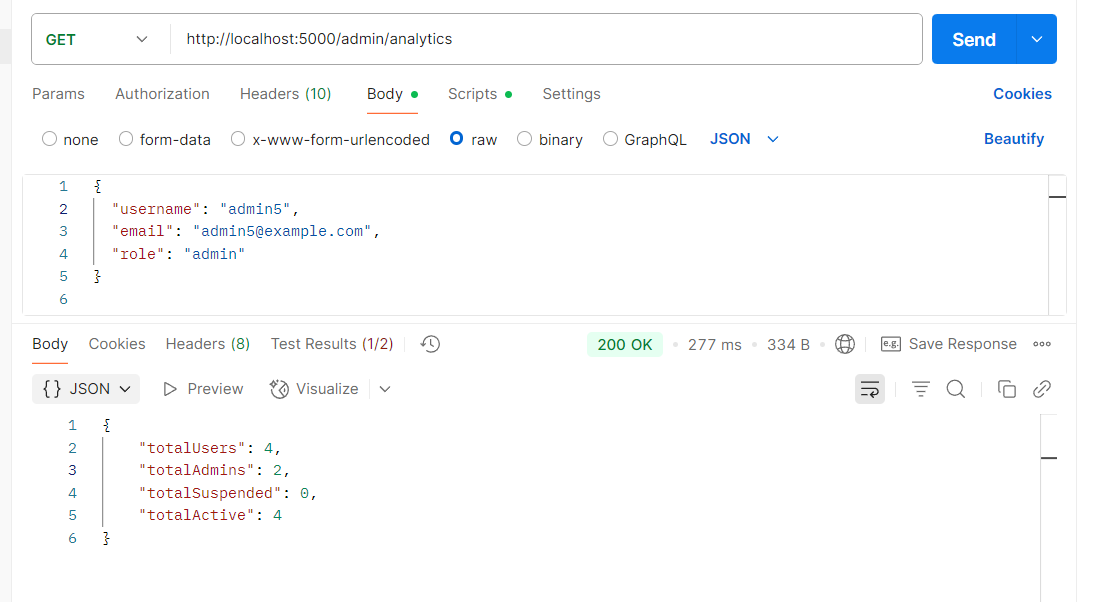 GET http://localhost:5000/admin/analytics Send
Params Authorization Headers (10) Body Scripts Settings Cookies
none form-data x-www-form-urlencoded raw binary GraphQL JSON Beautify
1 {
2 "username": "admin5",
3 "email": "admin5@example.com",
4 "role": "admin"
5 }
6
Body Cookies Headers (8) Test Results (1/2) 200 OK 277 ms 334 B e.g. Save Response
{} JSON Preview Visualize
1 {
2 "totalUsers": 4,
3 "totalAdmins": 2,
4 "totalSuspended": 0,
5 "totalActive": 4
6 }